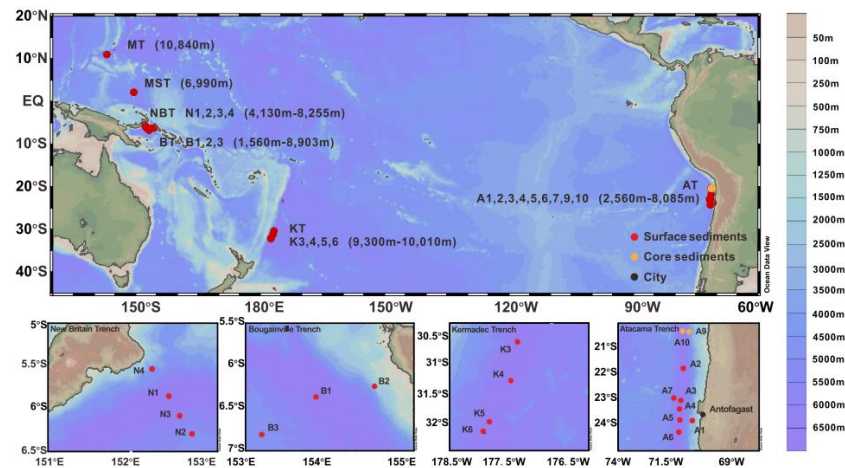 20°N
10°N
EQ
10°S
20°S
30°S
40°S
MT (10,840m)
MST (6,990m)
NBT N1,2,3,4 (4,130m-8,255m)
BT B1,2,3 (1,560m-8,903m)
KT
K3,4,5,6 (9,300m-10,010m)
AT
A1,2,3,4,5,6,7,9,10 (2,560m-8,085m)
Surface sediments
Core sediments
City
Ocean Data View
150°S
180°W
120°W
90°W
60°W
50m
100m
250m
500m
750m
1000m
1500m
2000m
2500m
3000m
3500m
4000m
4500m
5000m
5500m
6000m
6500m
New Britain Trench
5°S
5.5°S
6°S
6.5°S
N4
N1
N3
N2
151°E
152°E
153°E
Bougainville Trench
5.5°S
6°S
6.5°S
7°S
B2
B1
B3
153°E
154°E
155°E
Kermadec Trench
30.5°S
31°S
31.5°S
32°S
K3
K4
K5
K6
178.5°W
177.5°W
176.5°W
Atacama Trench
21°S
22°S
23°S
24°S
A9
A10
A2
A7
A3
A4
A5
A1
A6
Antofagast
74°W
71.5°W
69°W